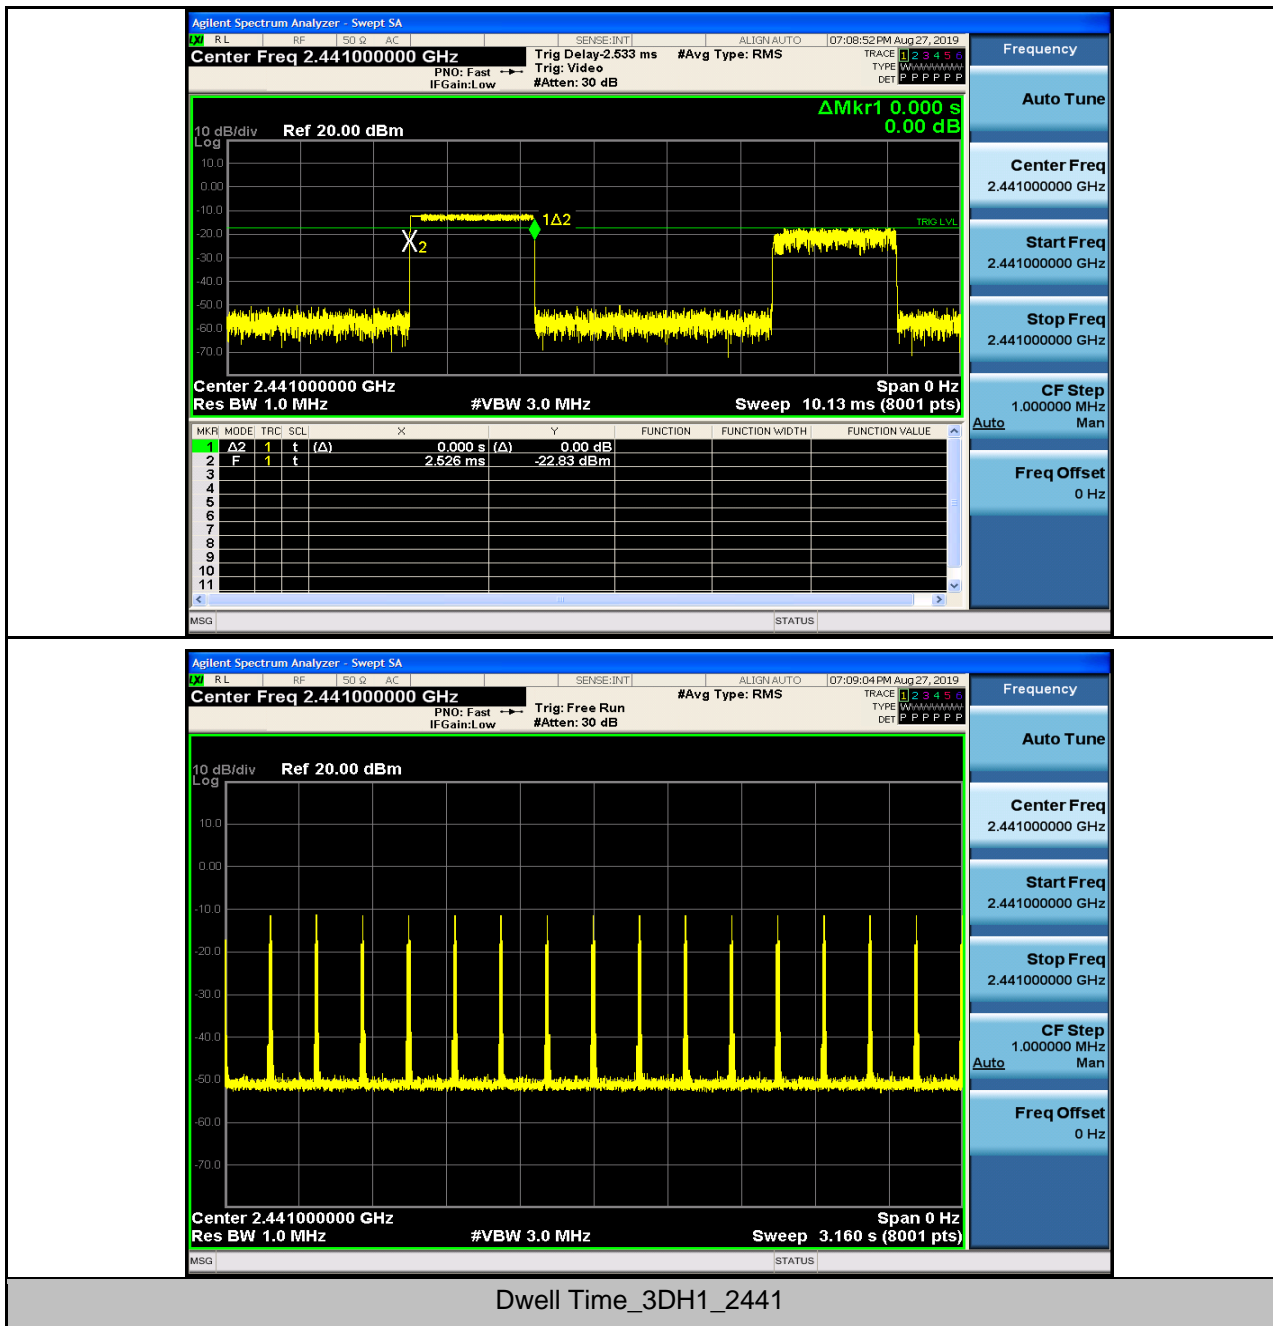 Agilent Spectrum Analyzer - Swept SA
LXI RL RF 50 Ω AC SENSE:INT ALIGN AUTO 07:08:52 PM Aug 27, 2019
Center Freq 2.441000000 GHz
PNO: Fast
IFGain:Low
Trig Delay-2.533 ms
Trig: Video
#Atten: 30 dB
#Avg Type: RMS
TRACE 1 2 3 4 5 6
TYPE WWWWWW
DET P P P P P P
Frequency
Auto Tune
Center Freq
2.441000000 GHz
Start Freq
2.441000000 GHz
Stop Freq
2.441000000 GHz
CF Step
1.000000 MHz
Auto Man
Freq Offset
0 Hz
ΔMkr1 0.000 s
0.00 dB
10 dB/div Ref 20.00 dBm
Log
10.0
0.00
-10.0
-20.0
-30.0
-40.0
-50.0
-60.0
-70.0
1Δ2
X2
TRIG LVL
Center 2.441000000 GHz Span 0 Hz
Res BW 1.0 MHz #VBW 3.0 MHz Sweep 10.13 ms (8001 pts)
MKR MODE TRC SCL X Y FUNCTION FUNCTION WIDTH FUNCTION VALUE
1 Δ2 1 t (Δ) 0.000 s (Δ) 0.00 dB
2 F 1 t 2.526 ms -22.83 dBm
3
4
5
6
7
8
9
10
11
MSG STATUS
Agilent Spectrum Analyzer - Swept SA
LXI RL RF 50 Ω AC SENSE:INT ALIGN AUTO 07:09:04 PM Aug 27, 2019
Center Freq 2.441000000 GHz
PNO: Fast
IFGain:Low
Trig: Free Run
#Atten: 30 dB
#Avg Type: RMS
TRACE 1 2 3 4 5 6
TYPE WWWWWW
DET P P P P P P
Frequency
Auto Tune
Center Freq
2.441000000 GHz
Start Freq
2.441000000 GHz
Stop Freq
2.441000000 GHz
CF Step
1.000000 MHz
Auto Man
Freq Offset
0 Hz
10 dB/div Ref 20.00 dBm
Log
10.0
0.00
-10.0
-20.0
-30.0
-40.0
-50.0
-60.0
-70.0
Center 2.441000000 GHz Span 0 Hz
Res BW 1.0 MHz #VBW 3.0 MHz Sweep 3.160 s (8001 pts)
MSG STATUS
Dwell Time_3DH1_2441